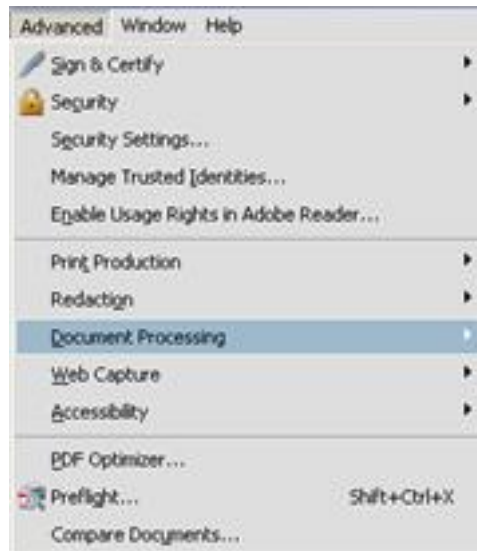 Advanced Window Help
Sign & Certify
Security
Security Settings...
Manage Trusted Identities...
Enable Usage Rights in Adobe Reader...
Print Production
Redaction
Document Processing
Web Capture
Accessibility
PDF Optimizer...
Preflight... Shift+Ctrl+X
Compare Documents...